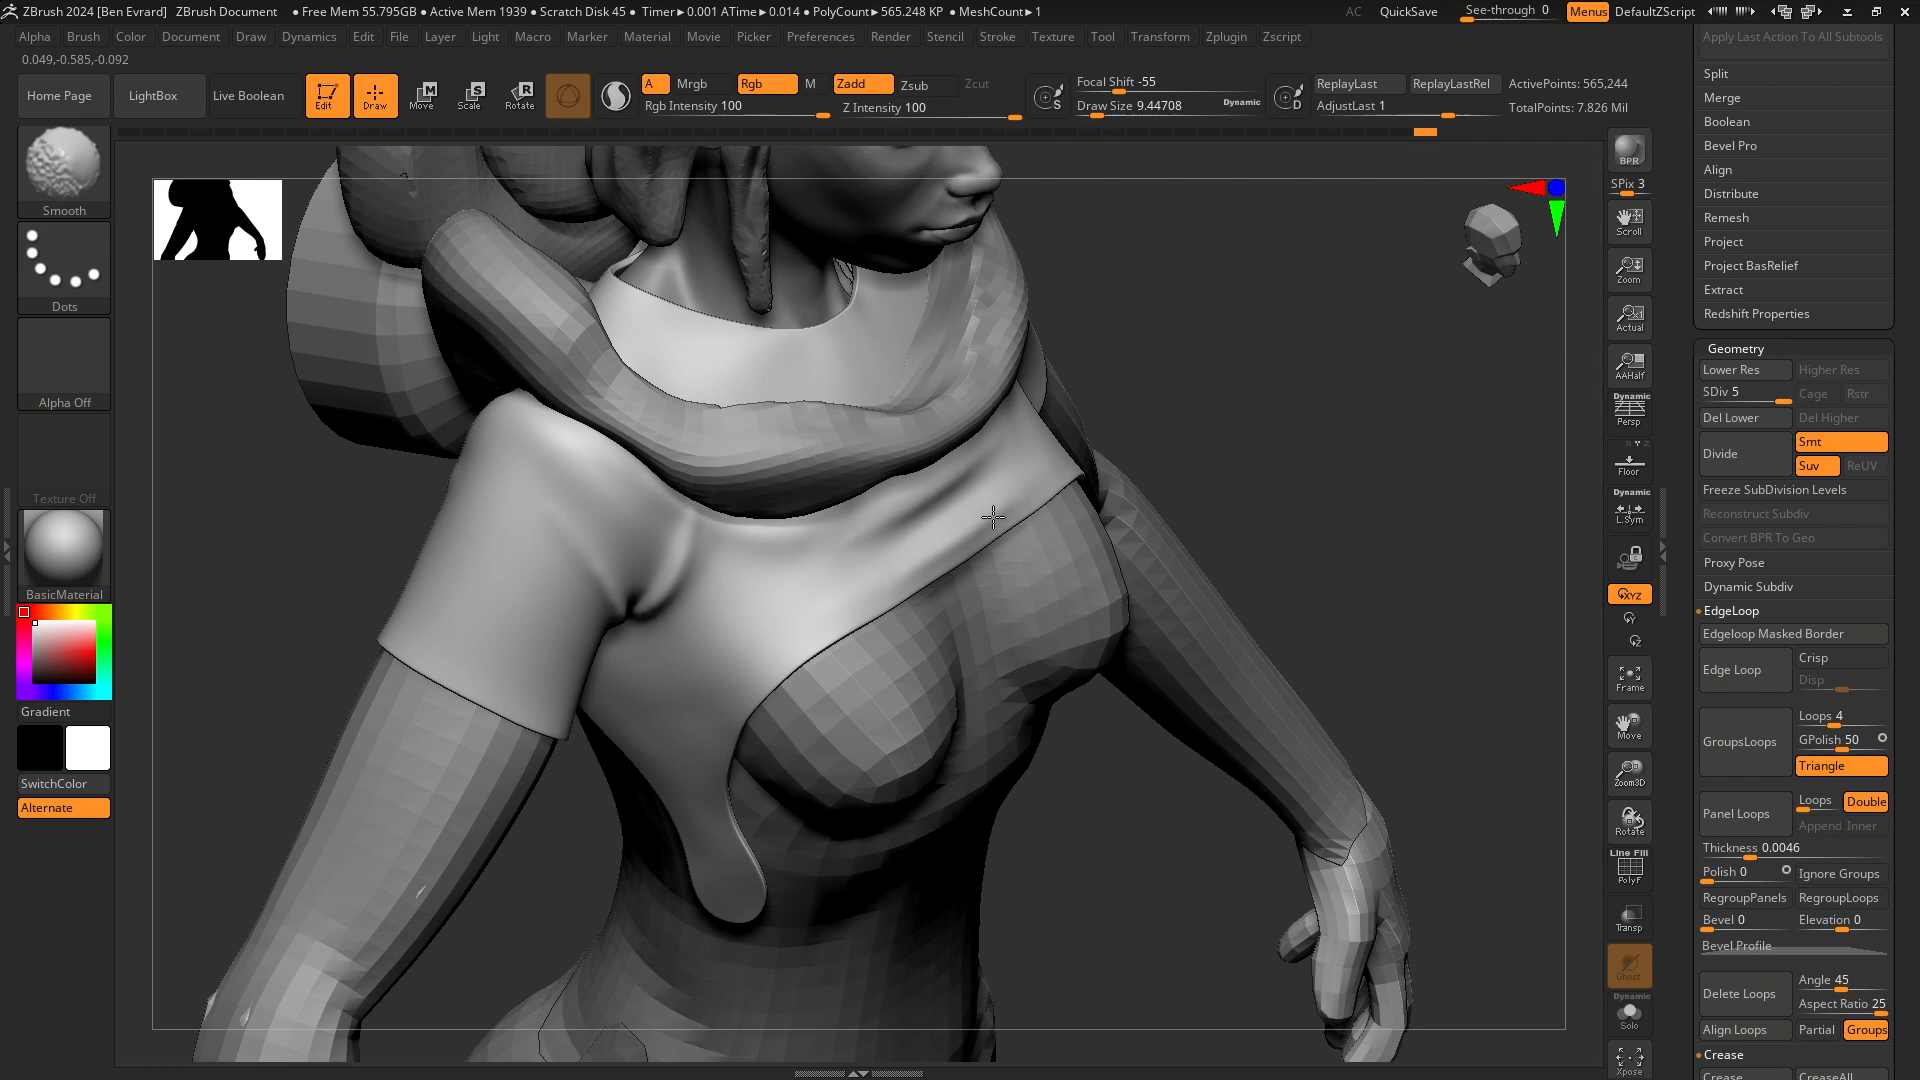 ZBrush 2024 [Ben Evrard] ZBrush Document ● Free Mem 55.795GB ● Active Mem 1939 ● Scratch Disk 45 ● Timer►0.001 ATime►0.014 ● PolyCount►565.248 KP ● MeshCount►1 AC QuickSave See-through 0 Menus DefaultZScript
Alpha Brush Color Document Draw Dynamics Edit File Layer Light Macro Marker Material Movie Picker Preferences Render Stencil Stroke Texture Tool Transform Zplugin Zscript
0.049,-0.585,-0.092
Home Page LightBox Live Boolean Edit Draw Move Scale Rotate
A Mrgb Rgb M Zadd Zsub Zcut
Rgb Intensity 100 Z Intensity 100
S Focal Shift -55
Draw Size 9.44708 Dynamic D
ReplayLast ReplayLastRel ActivePoints: 565,244
AdjustLast 1 TotalPoints: 7.826 Mil
Smooth
Dots
Alpha Off
Texture Off
BasicMaterial
Gradient
SwitchColor
Alternate
BPR
SPix 3
Scroll
Zoom
Actual
AAHalf
Dynamic
Persp
Floor
Dynamic
L.Sym
XYZ
Y
Z
Frame
Move
Zoom3D
Rotate
Line Fill
PolyF
Transp
Ghost
Dynamic
Solo
Xpose
Apply Last Action To All Subtools
Split
Merge
Boolean
Bevel Pro
Align
Distribute
Remesh
Project
Project BasRelief
Extract
Redshift Properties
Geometry
Lower Res Higher Res
SDiv 5 Cage Rstr
Del Lower Del Higher
Divide Smt
Suv ReUV
Freeze SubDivision Levels
Reconstruct Subdiv
Convert BPR To Geo
Proxy Pose
Dynamic Subdiv
EdgeLoop
Edgeloop Masked Border
Edge Loop Crisp
Disp
GroupsLoops Loops 4
GPolish 50
Triangle
Panel Loops Loops Double
Append Inner
Thickness 0.0046
Polish 0 Ignore Groups
RegroupPanels RegroupLoops
Bevel 0 Elevation 0
Bevel Profile
Delete Loops Angle 45
Aspect Ratio 25
Align Loops Partial Groups
Crease
Crease CreaseAll